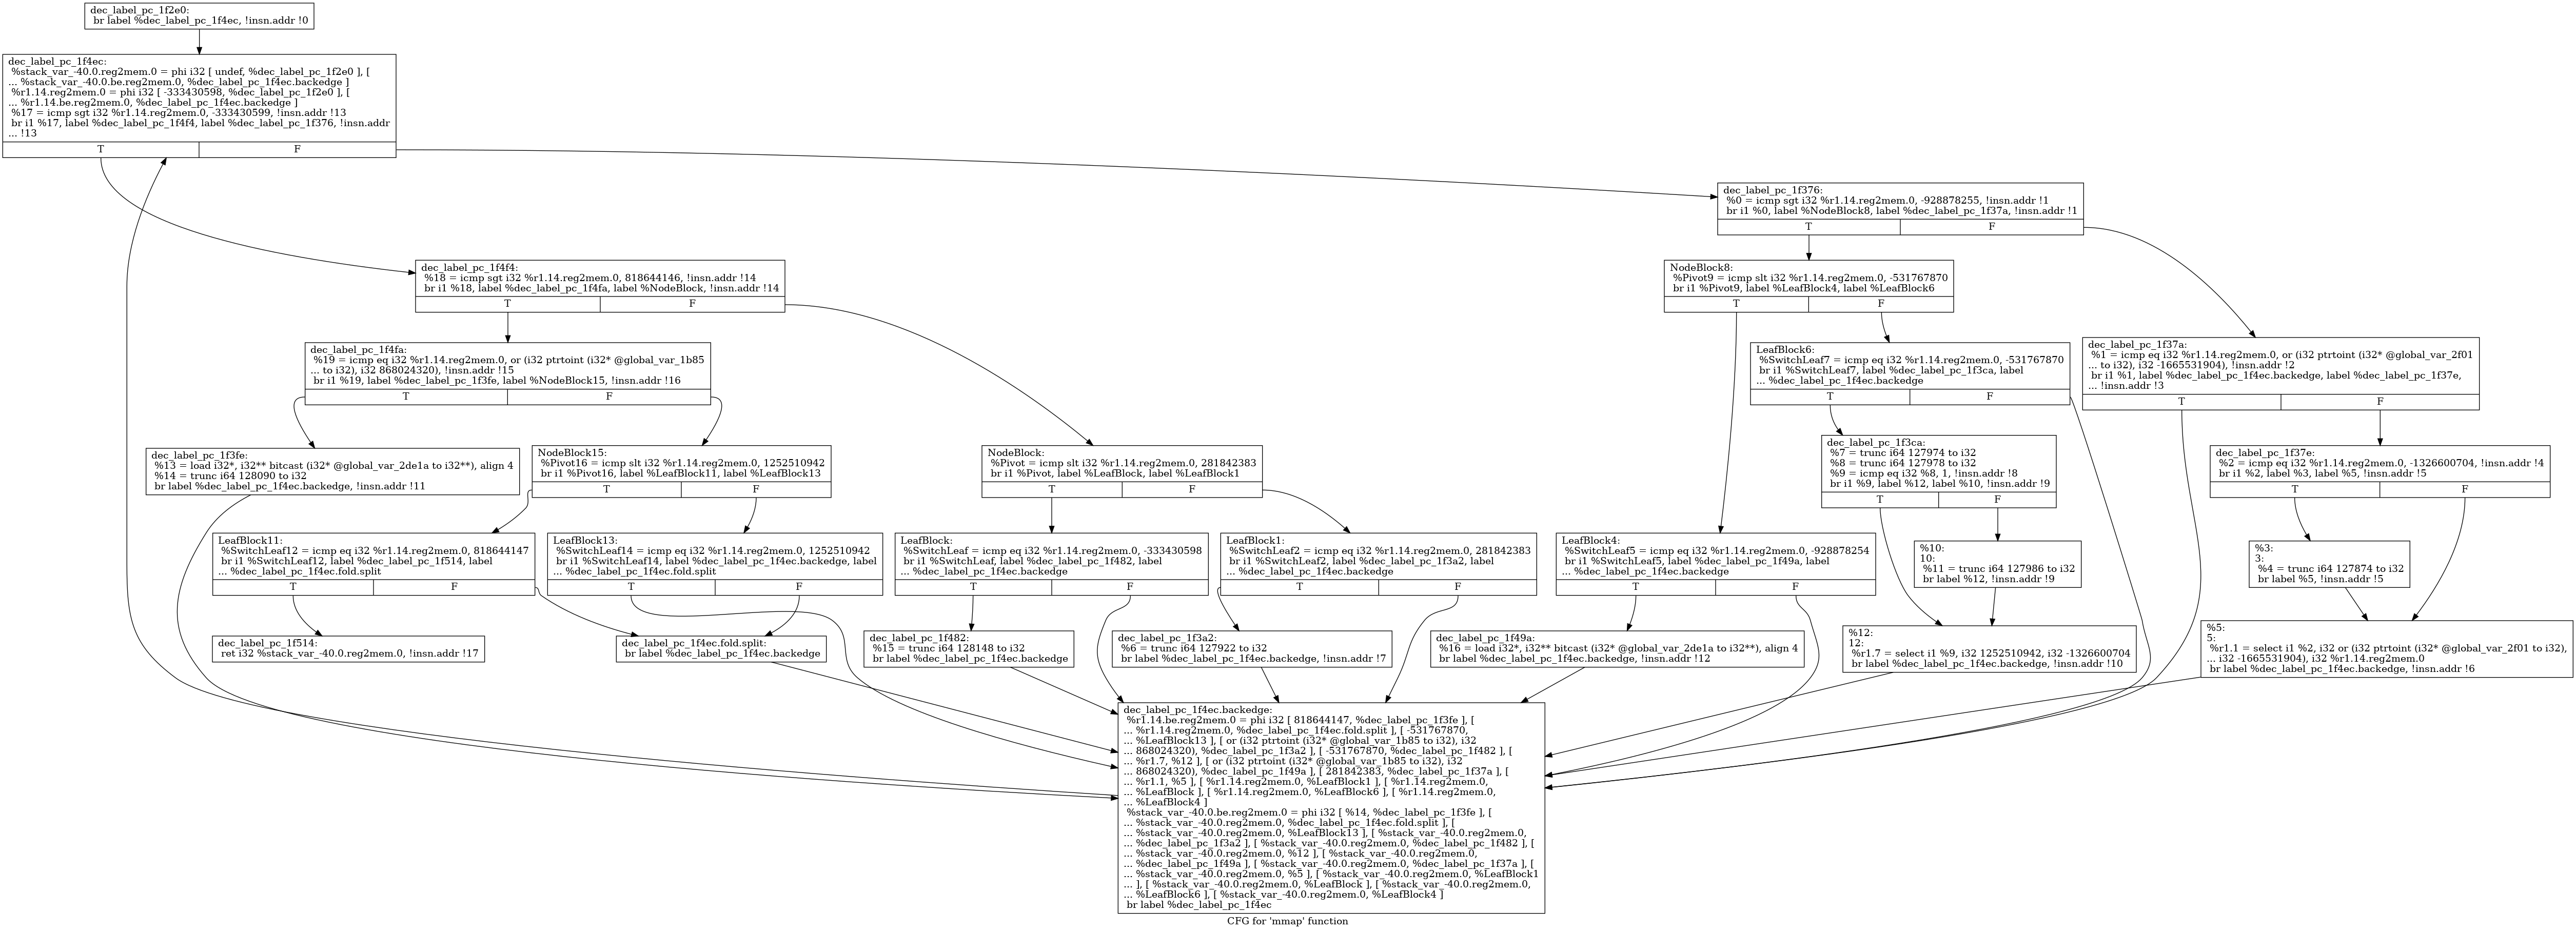 dec_label_pc_1f2e0:
br label %dec_label_pc_1f4ec, !insn.addr !0
dec_label_pc_1f4ec:
%stack_var_-40.0.reg2mem.0 = phi i32 [ undef, %dec_label_pc_1f2e0 ], [
... %stack_var_-40.0.be.reg2mem.0, %dec_label_pc_1f4ec.backedge ]
%r1.14.reg2mem.0 = phi i32 [ -333430598, %dec_label_pc_1f2e0 ], [
... %r1.14.be.reg2mem.0, %dec_label_pc_1f4ec.backedge ]
%17 = icmp sgt i32 %r1.14.reg2mem.0, -333430599, !insn.addr !13
br i1 %17, label %dec_label_pc_1f4f4, label %dec_label_pc_1f376, !insn.addr
... !13
T
F
dec_label_pc_1f376:
%0 = icmp sgt i32 %r1.14.reg2mem.0, -928878255, !insn.addr !1
br i1 %0, label %NodeBlock8, label %dec_label_pc_1f37a, !insn.addr !1
T
F
dec_label_pc_1f4f4:
%18 = icmp sgt i32 %r1.14.reg2mem.0, 818644146, !insn.addr !14
br i1 %18, label %dec_label_pc_1f4fa, label %NodeBlock, !insn.addr !14
T
F
NodeBlock8:
%Pivot9 = icmp slt i32 %r1.14.reg2mem.0, -531767870
br i1 %Pivot9, label %LeafBlock4, label %LeafBlock6
T
F
dec_label_pc_1f4fa:
%19 = icmp eq i32 %r1.14.reg2mem.0, or (i32 ptrtoint (i32* @global_var_1b85
... to i32), i32 868024320), !insn.addr !15
br i1 %19, label %dec_label_pc_1f3fe, label %NodeBlock15, !insn.addr !16
T
F
LeafBlock6:
%SwitchLeaf7 = icmp eq i32 %r1.14.reg2mem.0, -531767870
br i1 %SwitchLeaf7, label %dec_label_pc_1f3ca, label
... %dec_label_pc_1f4ec.backedge
T
F
dec_label_pc_1f37a:
%1 = icmp eq i32 %r1.14.reg2mem.0, or (i32 ptrtoint (i32* @global_var_2f01
... to i32), i32 -1665531904), !insn.addr !2
br i1 %1, label %dec_label_pc_1f4ec.backedge, label %dec_label_pc_1f37e,
... !insn.addr !3
T
F
dec_label_pc_1f3fe:
%13 = load i32*, i32** bitcast (i32* @global_var_2de1a to i32**), align 4
%14 = trunc i64 128090 to i32
br label %dec_label_pc_1f4ec.backedge, !insn.addr !11
NodeBlock15:
%Pivot16 = icmp slt i32 %r1.14.reg2mem.0, 1252510942
br i1 %Pivot16, label %LeafBlock11, label %LeafBlock13
T
F
NodeBlock:
%Pivot = icmp slt i32 %r1.14.reg2mem.0, 281842383
br i1 %Pivot, label %LeafBlock, label %LeafBlock1
T
F
dec_label_pc_1f3ca:
%7 = trunc i64 127974 to i32
%8 = trunc i64 127978 to i32
%9 = icmp eq i32 %8, 1, !insn.addr !8
br i1 %9, label %12, label %10, !insn.addr !9
T
F
dec_label_pc_1f37e:
%2 = icmp eq i32 %r1.14.reg2mem.0, -1326600704, !insn.addr !4
br i1 %2, label %3, label %5, !insn.addr !5
T
F
LeafBlock11:
%SwitchLeaf12 = icmp eq i32 %r1.14.reg2mem.0, 818644147
br i1 %SwitchLeaf12, label %dec_label_pc_1f514, label
... %dec_label_pc_1f4ec.fold.split
T
F
LeafBlock13:
%SwitchLeaf14 = icmp eq i32 %r1.14.reg2mem.0, 1252510942
br i1 %SwitchLeaf14, label %dec_label_pc_1f4ec.backedge, label
... %dec_label_pc_1f4ec.fold.split
T
F
LeafBlock:
%SwitchLeaf = icmp eq i32 %r1.14.reg2mem.0, -333430598
br i1 %SwitchLeaf, label %dec_label_pc_1f482, label
... %dec_label_pc_1f4ec.backedge
T
F
LeafBlock1:
%SwitchLeaf2 = icmp eq i32 %r1.14.reg2mem.0, 281842383
br i1 %SwitchLeaf2, label %dec_label_pc_1f3a2, label
... %dec_label_pc_1f4ec.backedge
T
F
LeafBlock4:
%SwitchLeaf5 = icmp eq i32 %r1.14.reg2mem.0, -928878254
br i1 %SwitchLeaf5, label %dec_label_pc_1f49a, label
... %dec_label_pc_1f4ec.backedge
T
F
%10:
10:
%11 = trunc i64 127986 to i32
br label %12, !insn.addr !9
%3:
3:
%4 = trunc i64 127874 to i32
br label %5, !insn.addr !5
dec_label_pc_1f514:
ret i32 %stack_var_-40.0.reg2mem.0, !insn.addr !17
dec_label_pc_1f4ec.fold.split:
br label %dec_label_pc_1f4ec.backedge
dec_label_pc_1f482:
%15 = trunc i64 128148 to i32
br label %dec_label_pc_1f4ec.backedge
dec_label_pc_1f3a2:
%6 = trunc i64 127922 to i32
br label %dec_label_pc_1f4ec.backedge, !insn.addr !7
dec_label_pc_1f49a:
%16 = load i32*, i32** bitcast (i32* @global_var_2de1a to i32**), align 4
br label %dec_label_pc_1f4ec.backedge, !insn.addr !12
%12:
12:
%r1.7 = select i1 %9, i32 1252510942, i32 -1326600704
br label %dec_label_pc_1f4ec.backedge, !insn.addr !10
%5:
5:
%r1.1 = select i1 %2, i32 or (i32 ptrtoint (i32* @global_var_2f01 to i32),
... i32 -1665531904), i32 %r1.14.reg2mem.0
br label %dec_label_pc_1f4ec.backedge, !insn.addr !6
dec_label_pc_1f4ec.backedge:
%r1.14.be.reg2mem.0 = phi i32 [ 818644147, %dec_label_pc_1f3fe ], [
... %r1.14.reg2mem.0, %dec_label_pc_1f4ec.fold.split ], [ -531767870,
... %LeafBlock13 ], [ or (i32 ptrtoint (i32* @global_var_1b85 to i32), i32
... 868024320), %dec_label_pc_1f3a2 ], [ -531767870, %dec_label_pc_1f482 ], [
... %r1.7, %12 ], [ or (i32 ptrtoint (i32* @global_var_1b85 to i32), i32
... 868024320), %dec_label_pc_1f49a ], [ 281842383, %dec_label_pc_1f37a ], [
... %r1.1, %5 ], [ %r1.14.reg2mem.0, %LeafBlock1 ], [ %r1.14.reg2mem.0,
... %LeafBlock ], [ %r1.14.reg2mem.0, %LeafBlock6 ], [ %r1.14.reg2mem.0,
... %LeafBlock4 ]
%stack_var_-40.0.be.reg2mem.0 = phi i32 [ %14, %dec_label_pc_1f3fe ], [
... %stack_var_-40.0.reg2mem.0, %dec_label_pc_1f4ec.fold.split ], [
... %stack_var_-40.0.reg2mem.0, %LeafBlock13 ], [ %stack_var_-40.0.reg2mem.0,
... %dec_label_pc_1f3a2 ], [ %stack_var_-40.0.reg2mem.0, %dec_label_pc_1f482 ], [
... %stack_var_-40.0.reg2mem.0, %12 ], [ %stack_var_-40.0.reg2mem.0,
... %dec_label_pc_1f49a ], [ %stack_var_-40.0.reg2mem.0, %dec_label_pc_1f37a ], [
... %stack_var_-40.0.reg2mem.0, %5 ], [ %stack_var_-40.0.reg2mem.0, %LeafBlock1
... ], [ %stack_var_-40.0.reg2mem.0, %LeafBlock ], [ %stack_var_-40.0.reg2mem.0,
... %LeafBlock6 ], [ %stack_var_-40.0.reg2mem.0, %LeafBlock4 ]
br label %dec_label_pc_1f4ec
CFG for 'mmap' function